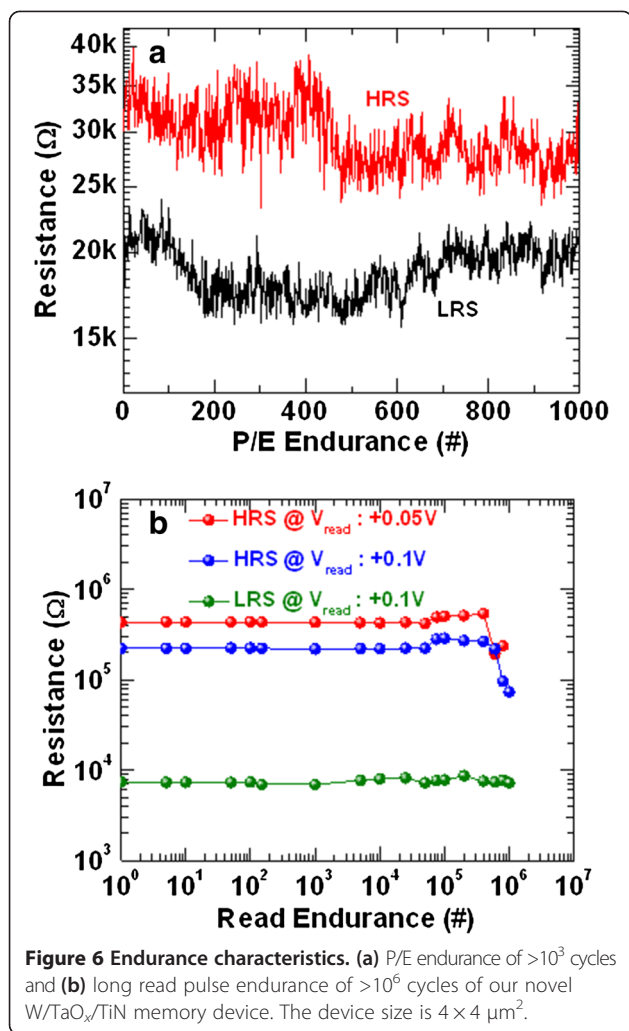 a
40k
35k
30k
25k
20k
15k
Resistance (Ω)
HRS
LRS
0 200 400 600 800 1000
P/E Endurance (#)
b
10⁷
10⁶
10⁵
10⁴
10³
Resistance (Ω)
HRS @ V_read : +0.05V
HRS @ V_read : +0.1V
LRS @ V_read : +0.1V
10⁰ 10¹ 10² 10³ 10⁴ 10⁵ 10⁶ 10⁷
Read Endurance (#)
Figure 6 Endurance characteristics. (a) P/E endurance of >10³ cycles
and (b) long read pulse endurance of >10⁶ cycles of our novel
W/TaOₓ/TiN memory device. The device size is 4 × 4 μm².